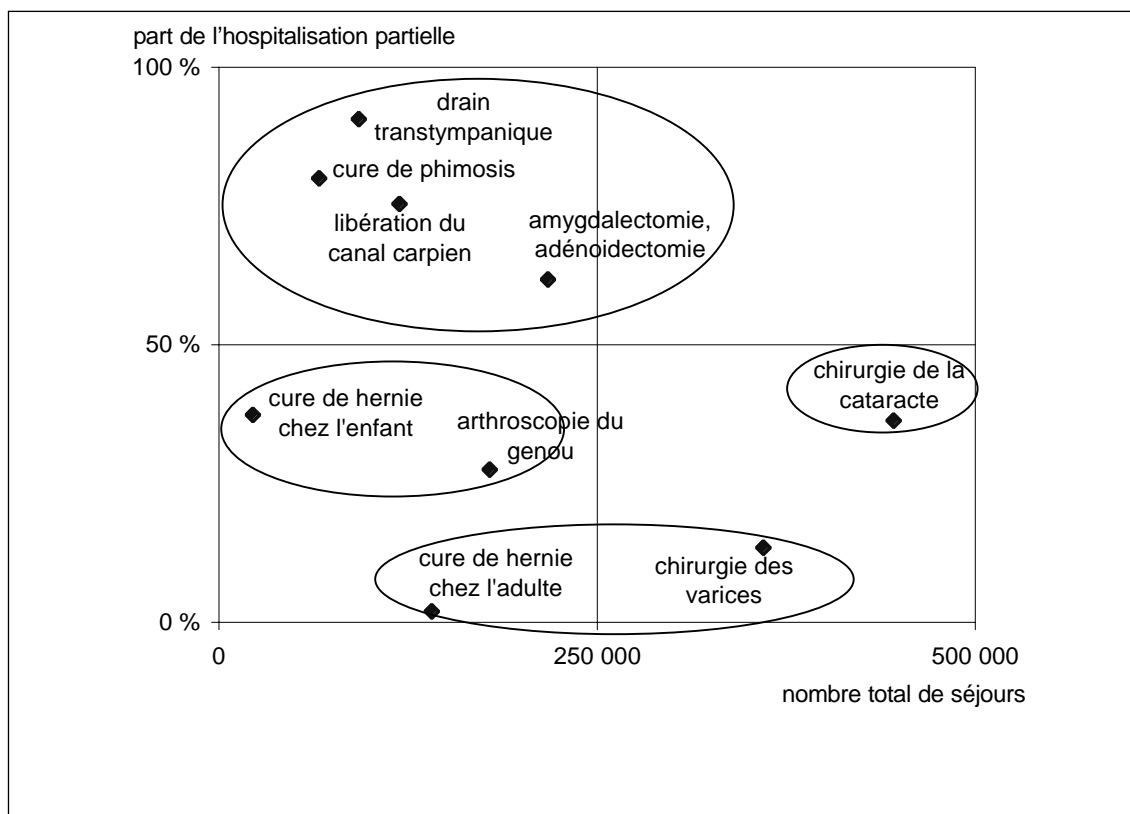 part de l’hospitalisation partielle
100 %
drain
transtympanique
cure de phimosis
libération du
canal carpien
amygdalectomie,
adénoidectomie
50 %
chirurgie de la
cataracte
cure de hernie
chez l'enfant
arthroscopie du
genou
cure de hernie
chez l'adulte
chirurgie des
varices
0 %
0
250 000
500 000
nombre total de séjours